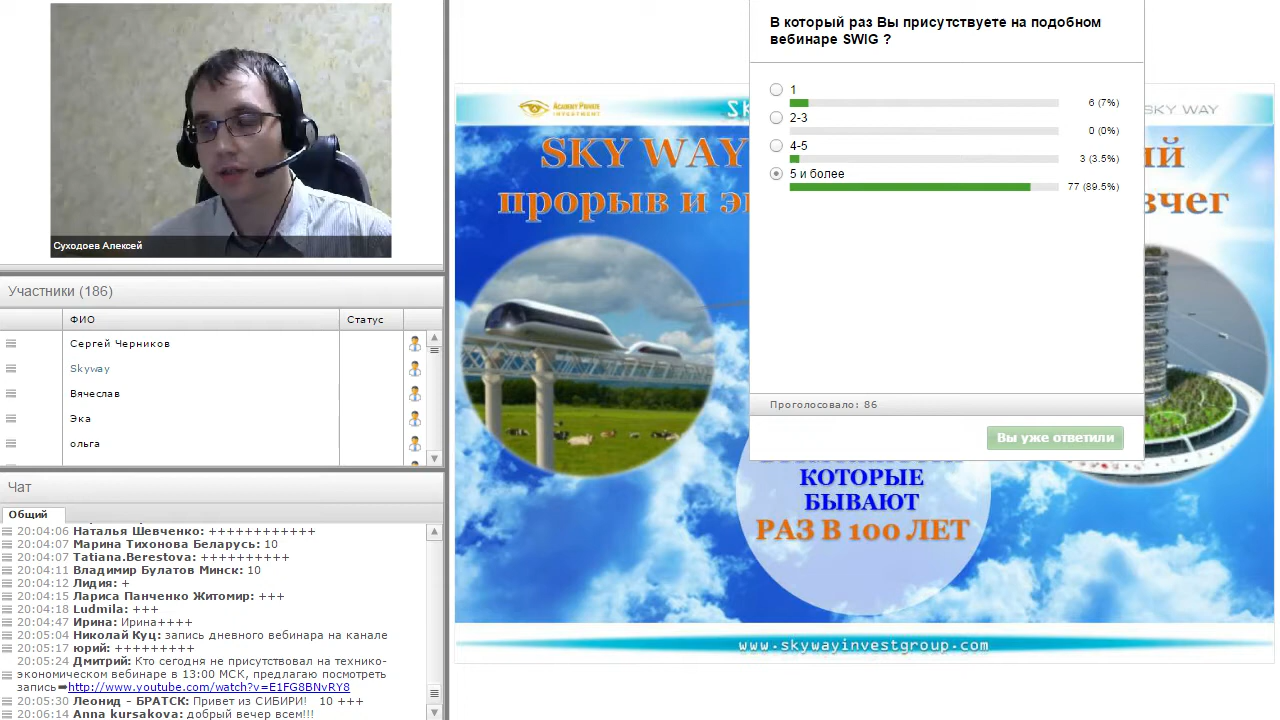 Суходоев Алексей
Участники (186)
ФИО
Статус
Сергей Черников
Skyway
Вячеслав
Эка
ольга
Чат
Общий
20:04:06 Наталья Шевченко: ++++++++++++
20:04:07 Марина Тихонова Беларусь: 10
20:04:07 Tatiana.Berestova: +++++++++
20:04:11 Владимир Булатов Минск: 10
20:04:12 Лидия: +
20:04:15 Лариса Панченко Житомир: +++
20:04:18 Ludmila: +++
20:04:47 Ирина: Ирина++++
20:05:04 Николай Куц: запись дневного вебинара на канале
20:05:17 юрий: +++++++++
20:05:24 Дмитрий: Кто сегодня не присутствовал на технико-
экономическом вебинаре в 13:00 МСК, предлагаю посмотреть
запись➡http://www.youtube.com/watch?v=E1FG8BNvRY8
20:05:30 Леонид - БРАТСК: Привет из СИБИРИ! 10 +++
20:06:14 Anna kursakova: добрый вечер всем!!!
В который раз Вы присутствуете на подобном
вебинаре SWIG ?
1
6 (7%)
2-3
0 (0%)
4-5
3 (3.5%)
5 и более
77 (89.5%)
Проголосовало: 86
Вы уже ответили
ACADEMY PRIVATE
INVESTMENT
SK
SKY WAY
SKY WAY
ий
прорыв и э
вчег
КОТОРЫЕ
БЫВАЮТ
РАЗ В 100 ЛЕТ
www.skywayinvestgroup.com